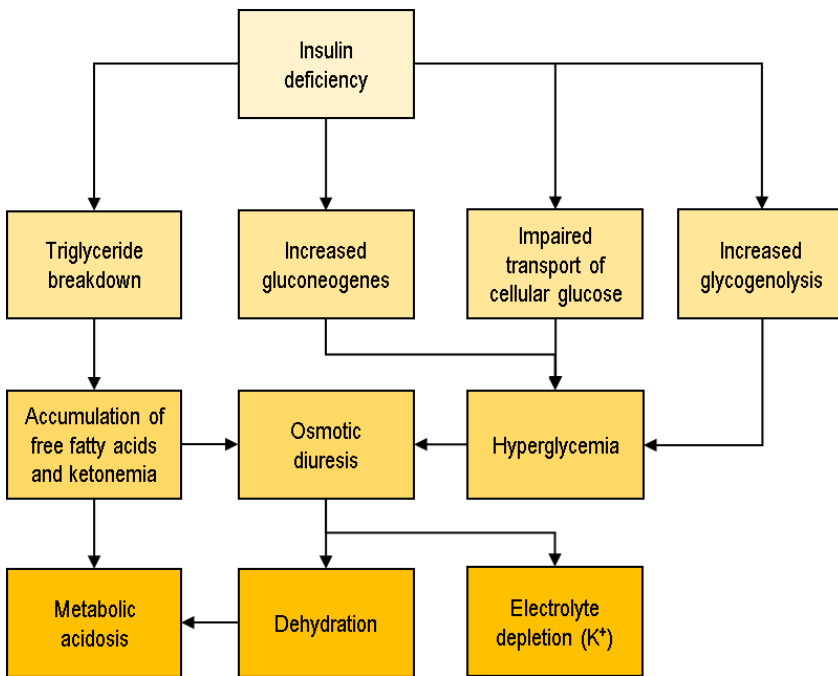 Insulin
deficiency
Triglyceride
breakdown
Increased
gluconeogenes
Impaired
transport of
cellular glucose
Increased
glycogenolysis
Accumulation of
free fatty acids
and ketonemia
Osmotic
diuresis
Hyperglycemia
Metabolic
acidosis
Dehydration
Electrolyte
depletion (K⁺)